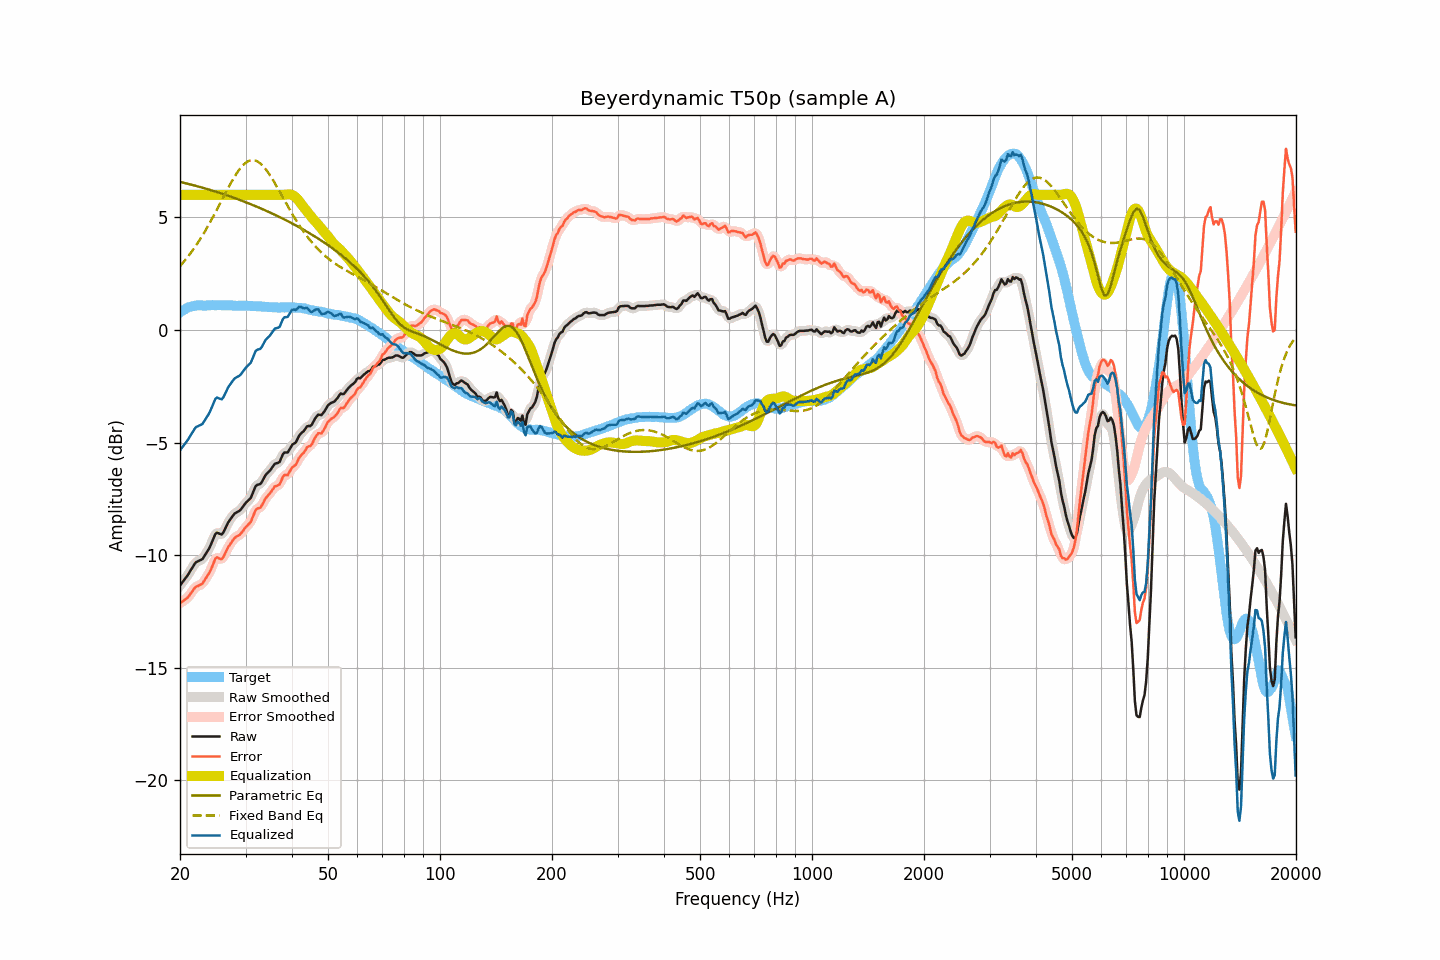 Beyerdynamic T50p (sample A)
Amplitude (dBr)
5
0
−5
−10
−15
−20
Target
Raw Smoothed
Error Smoothed
Raw
Error
Equalization
Parametric Eq
Fixed Band Eq
Equalized
20 50 100 200 500 1000 2000 5000 10000 20000
Frequency (Hz)